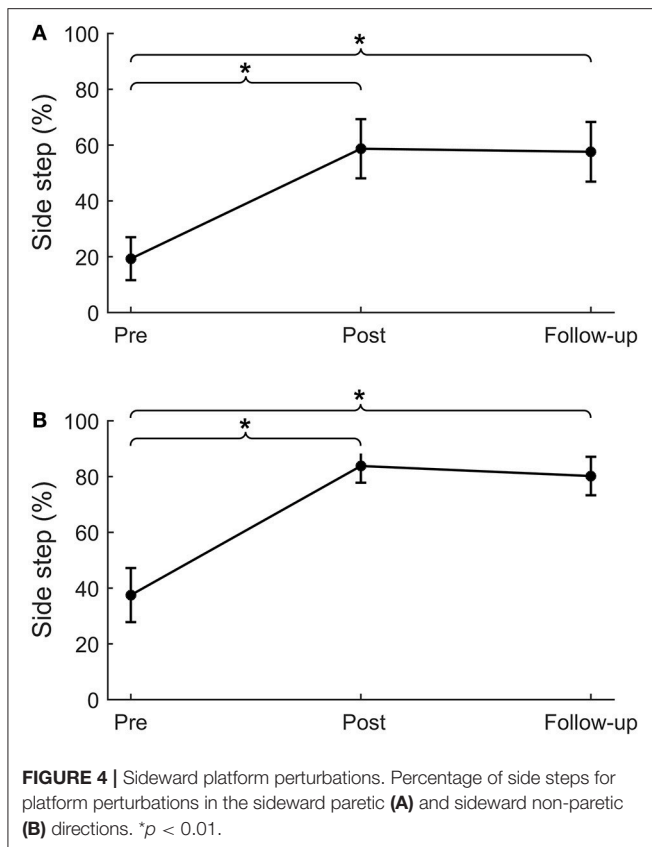 A
100
*
80
*
60
40
20
0
Side step (%)
Pre
Post
Follow-up
B
100
*
80
*
60
40
20
0
Side step (%)
Pre
Post
Follow-up
FIGURE 4 | Sideward platform perturbations. Percentage of side steps for
platform perturbations in the sideward paretic (A) and sideward non-paretic
(B) directions. *p < 0.01.